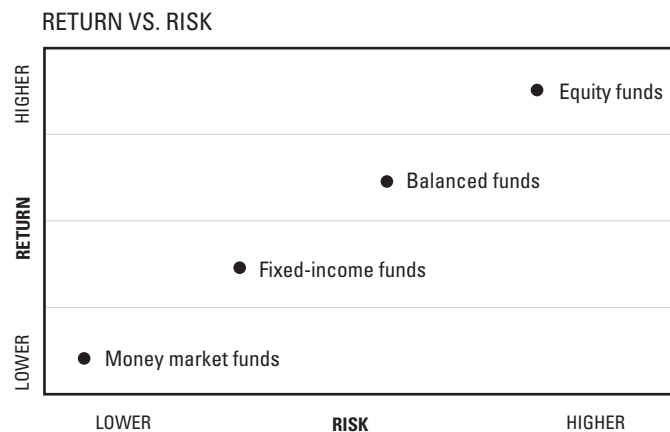 RETURN VS. RISK
HIGHER
Equity funds
Balanced funds
RETURN
Fixed-income funds
LOWER
Money market funds
LOWER RISK HIGHER